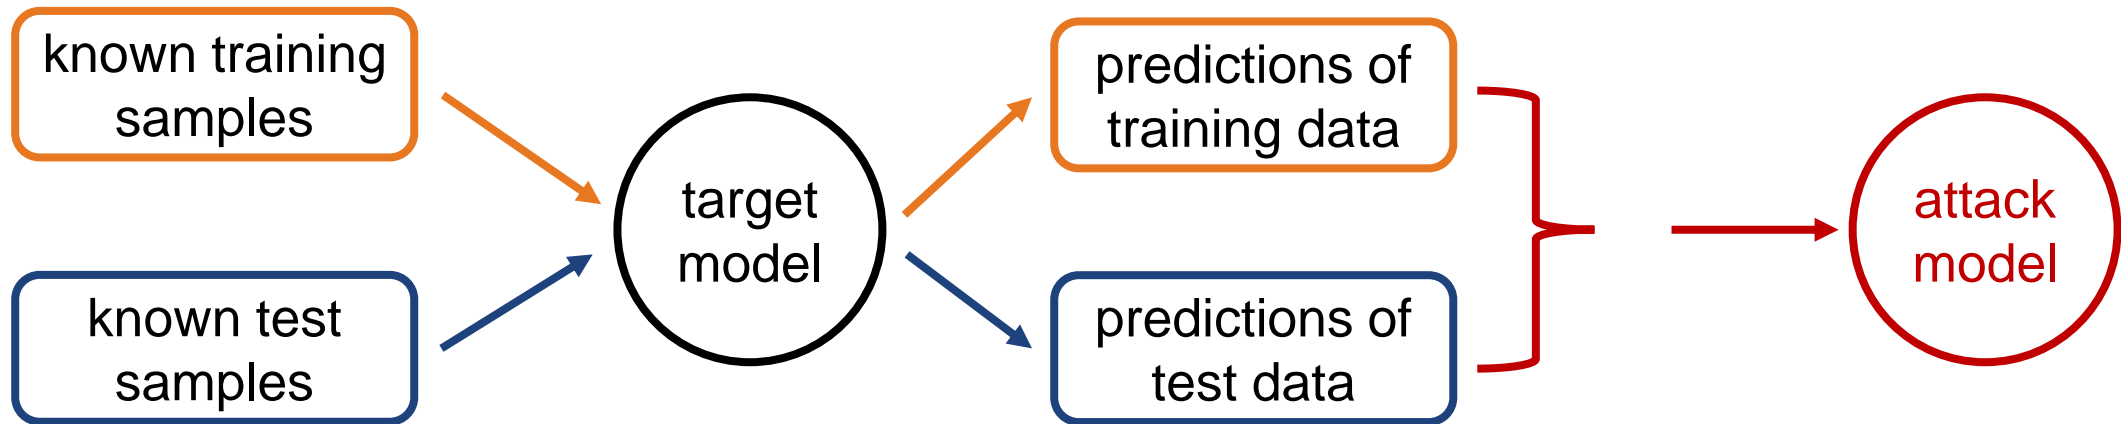 known training
samples
known test
samples
target
model
predictions of
training data
predictions of
test data
attack
model